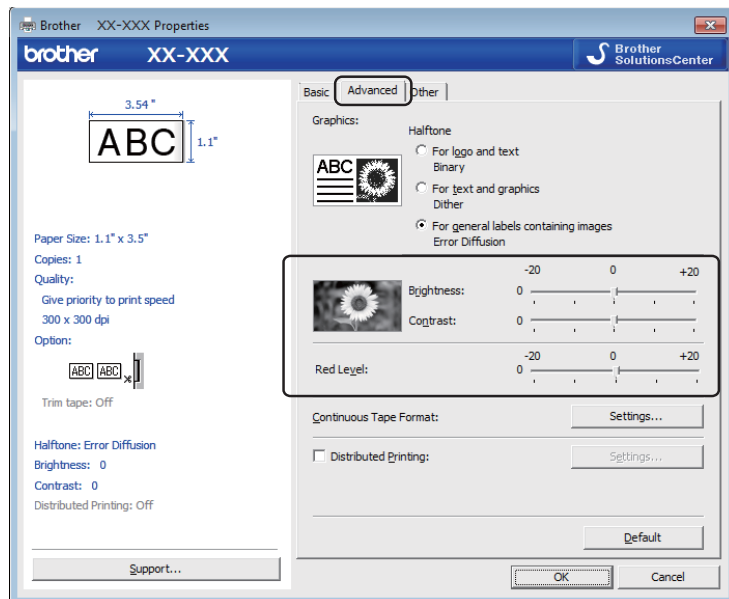 Brother XX-XXX Properties
brother XX-XXX
Brother
SolutionsCenter
3.54 "
ABC
1.1"
Paper Size: 1.1" x 3.5"
Copies: 1
Quality:
Give priority to print speed
300 x 300 dpi
Option:
ABC ABC
Trim tape: Off
Halftone: Error Diffusion
Brightness: 0
Contrast: 0
Distributed Printing: Off
Support...
Basic Advanced Other
Graphics:
ABC
Halftone
For logo and text
Binary
For text and graphics
Dither
For general labels containing images
Error Diffusion
-20 0 +20
Brightness: 0
Contrast: 0
-20 0 +20
Red Level: 0
Continuous Tape Format: Settings...
Distributed Printing: Settings...
Default
OK Cancel